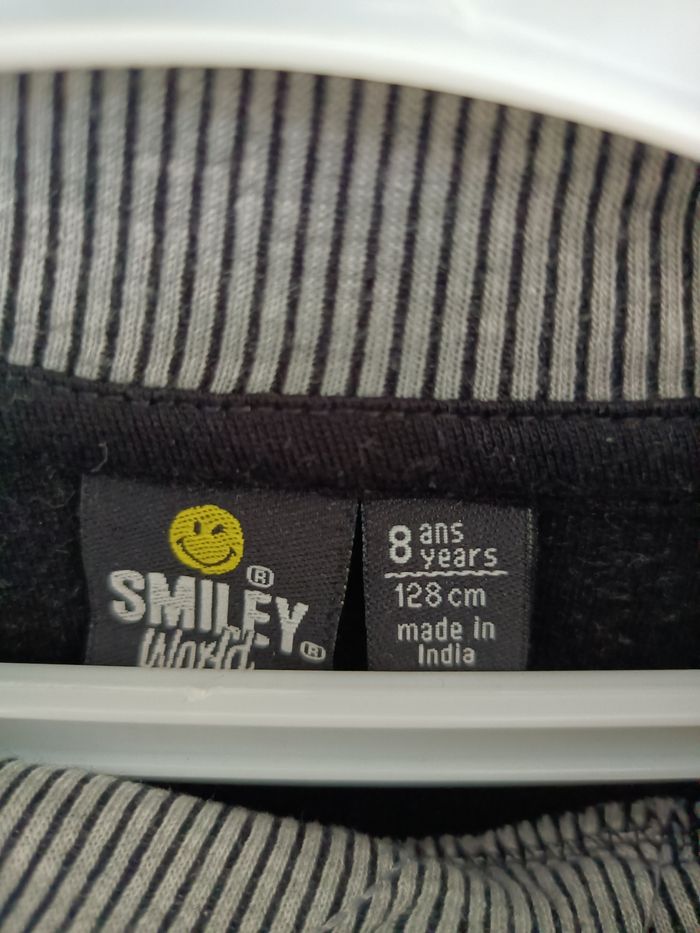 ®
SMILEY
World ®
8 ans
years
128 cm
made in
India